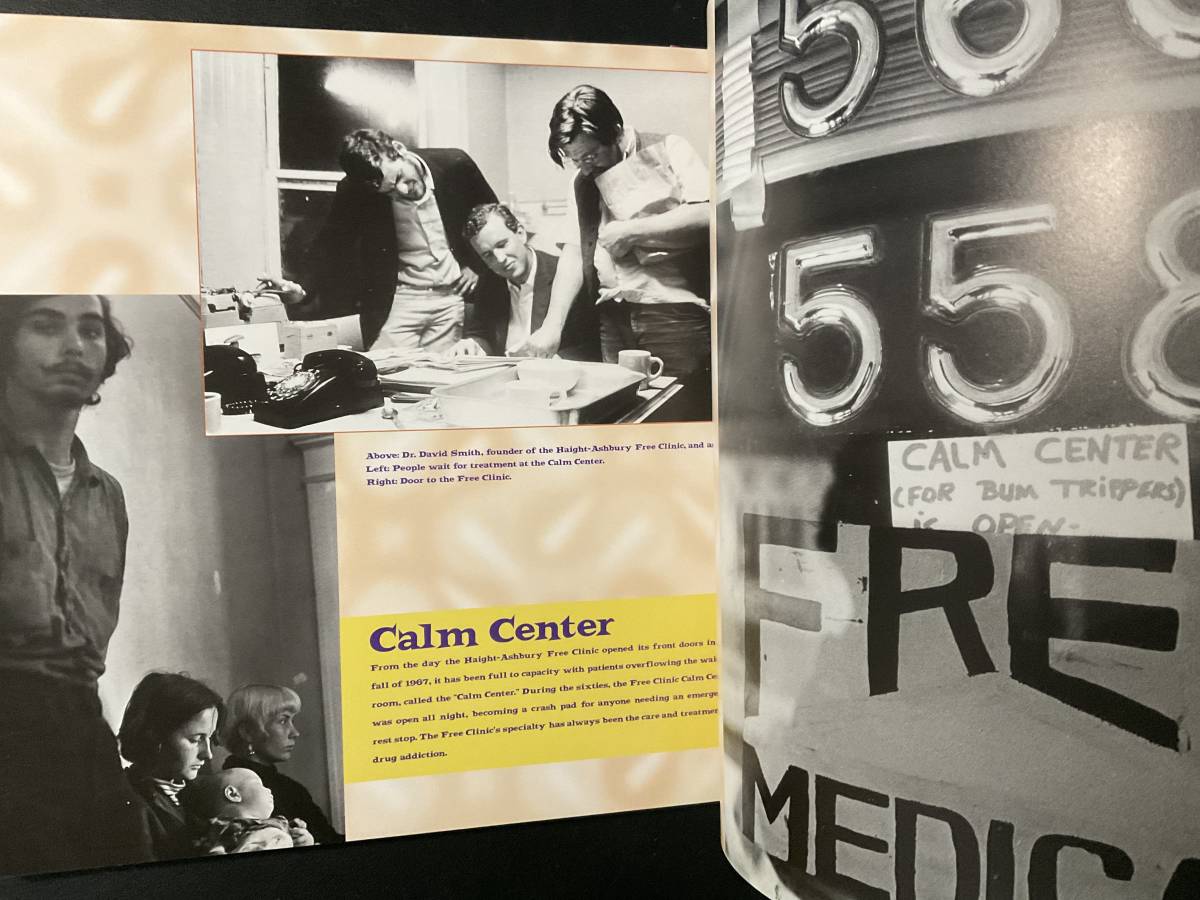 Above: Dr. David Smith, founder of the Haight-Ashbury Free Clinic, and
Left: People wait for treatment at the Calm Center.
Right: Door to the Free Clinic.
Calm Center
From the day the Haight-Ashbury Free Clinic opened its front doors in
fall of 1967, it has been full to capacity with patients overflowing the
room, called the "Calm Center." During the sixties, the Free Clinic Calm
was open all night, becoming a crash pad for anyone needing an
rest stop. The Free Clinic's specialty has always been the care and
drug addiction.
558
CALM CENTER
(FOR BUM TRIPPERS)
is OPEN-
FRE
MEDICA